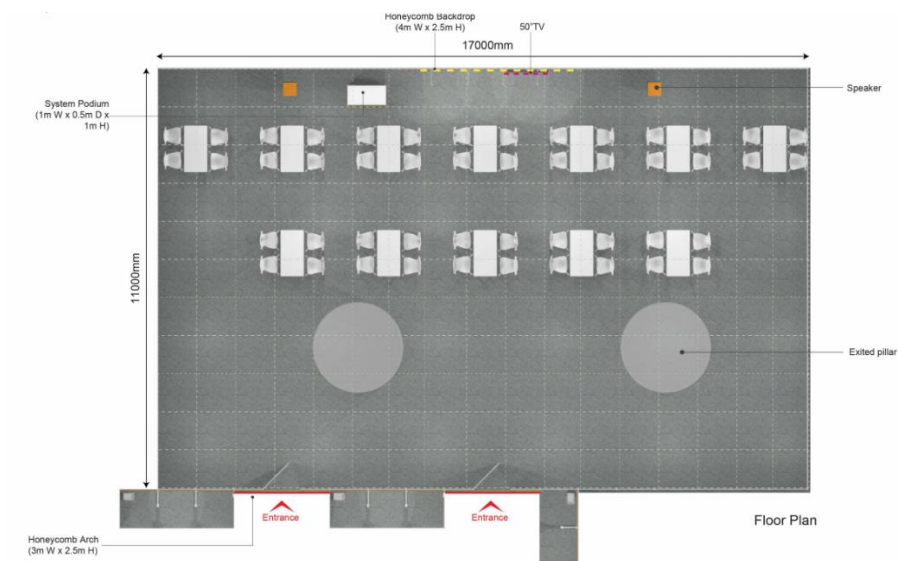 Honeycomb Backdrop
(4m W x 2.5m H)
50"TV
17000mm
System Podium
(1m W x 0.5m D x
1m H)
Speaker
11000mm
Exited pillar
Entrance
Entrance
Floor Plan
Honeycomb Arch
(3m W x 2.5m H)